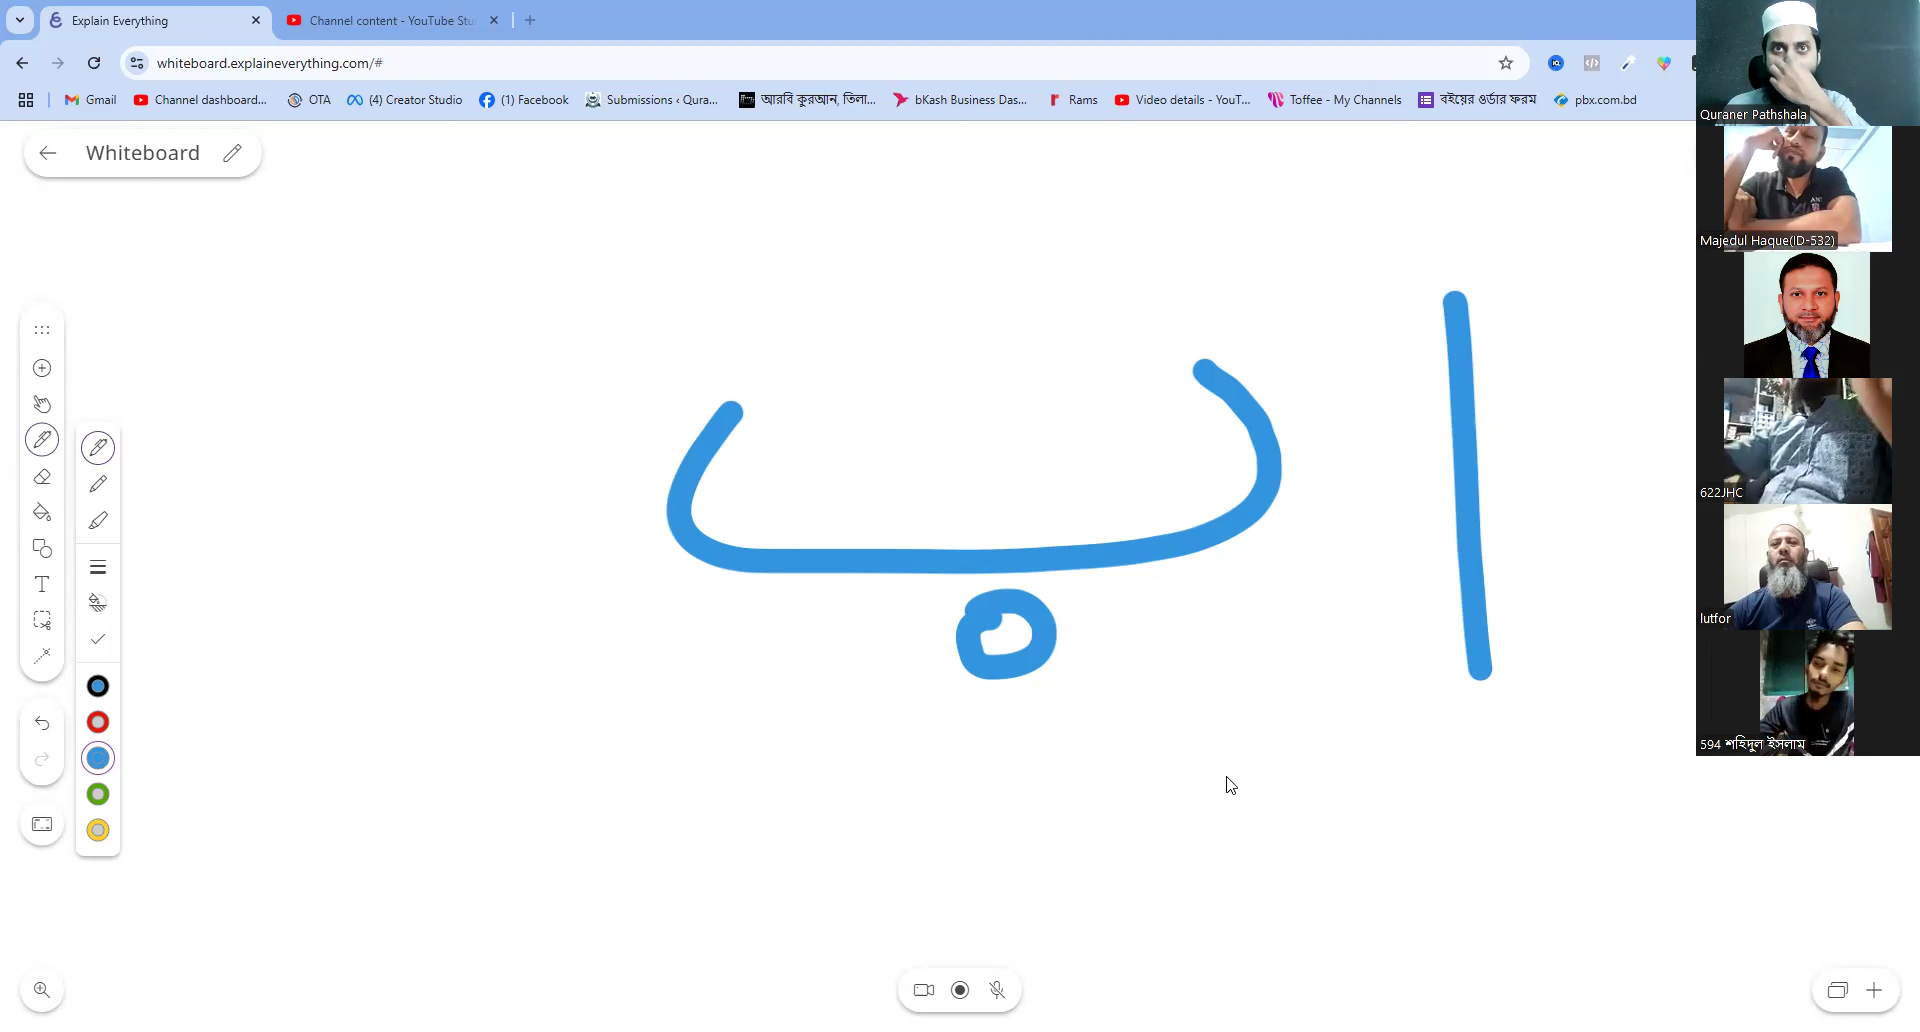 Explain Everything
Channel content - YouTube Stu
whiteboard.explaineverything.com/#
Gmail
Channel dashboard...
OTA
(4) Creator Studio
(1) Facebook
Submissions ‹ Qura...
আরবি কুরআন, তিলা...
bKash Business Das...
Rams
Video details - YouT...
Toffee - My Channels
বইয়ের অর্ডার ফরম
pbx.com.bd
Whiteboard
ا ب
T
Quraner Pathshala
Majedul Haque(ID-532)
622JHC
lutfor
594 শহিদুল ইসলাম